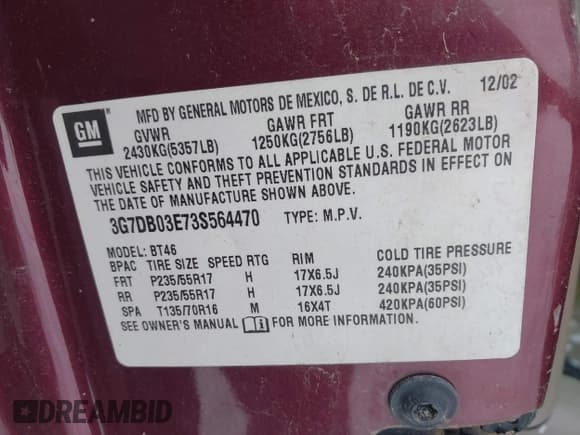 GM ®
MFD BY GENERAL MOTORS DE MEXICO, S. DE R.L. DE C.V. 12/02
GVWR GAWR FRT GAWR RR
2430KG(5357LB) 1250KG(2756LB) 1190KG(2623LB)
THIS VEHICLE CONFORMS TO ALL APPLICABLE U.S. FEDERAL MOTOR
VEHICLE SAFETY AND THEFT PREVENTION STANDARDS IN EFFECT ON
THE DATE OF MANUFACTURE SHOWN ABOVE.
3G7DB03E73S564470 TYPE: M.P.V.
MODEL: BT46
BPAC TIRE SIZE SPEED RTG RIM COLD TIRE PRESSURE
FRT P235/55R17 H 17X6.5J 240KPA(35PSI)
RR P235/55R17 H 17X6.5J 240KPA(35PSI)
SPA T135/70R16 M 16X4T 420KPA(60PSI)
SEE OWNER'S MANUAL FOR MORE INFORMATION.
DREAMBID